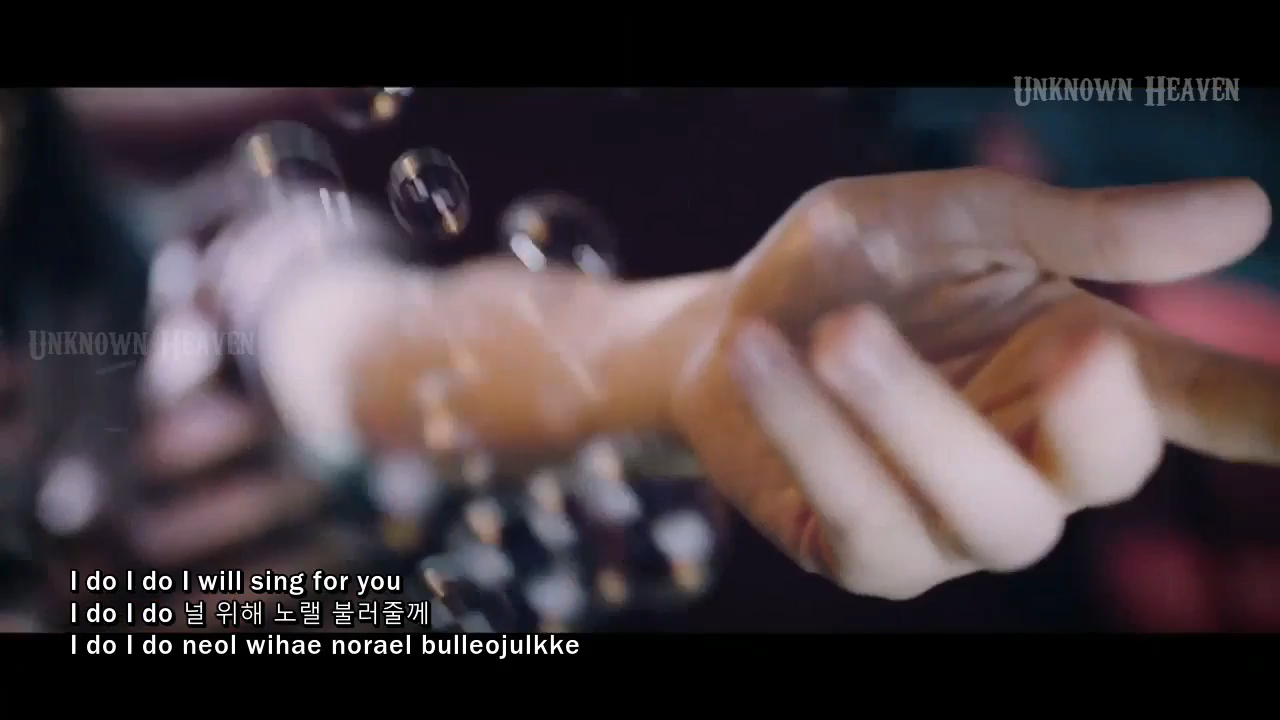 UNKNOWN HEAVEN
UNKNOWN HEAVEN
I do I do I will sing for you
I do I do 널 위해 노랠 불러줄께
I do I do neol wihae norael bulleojulkke